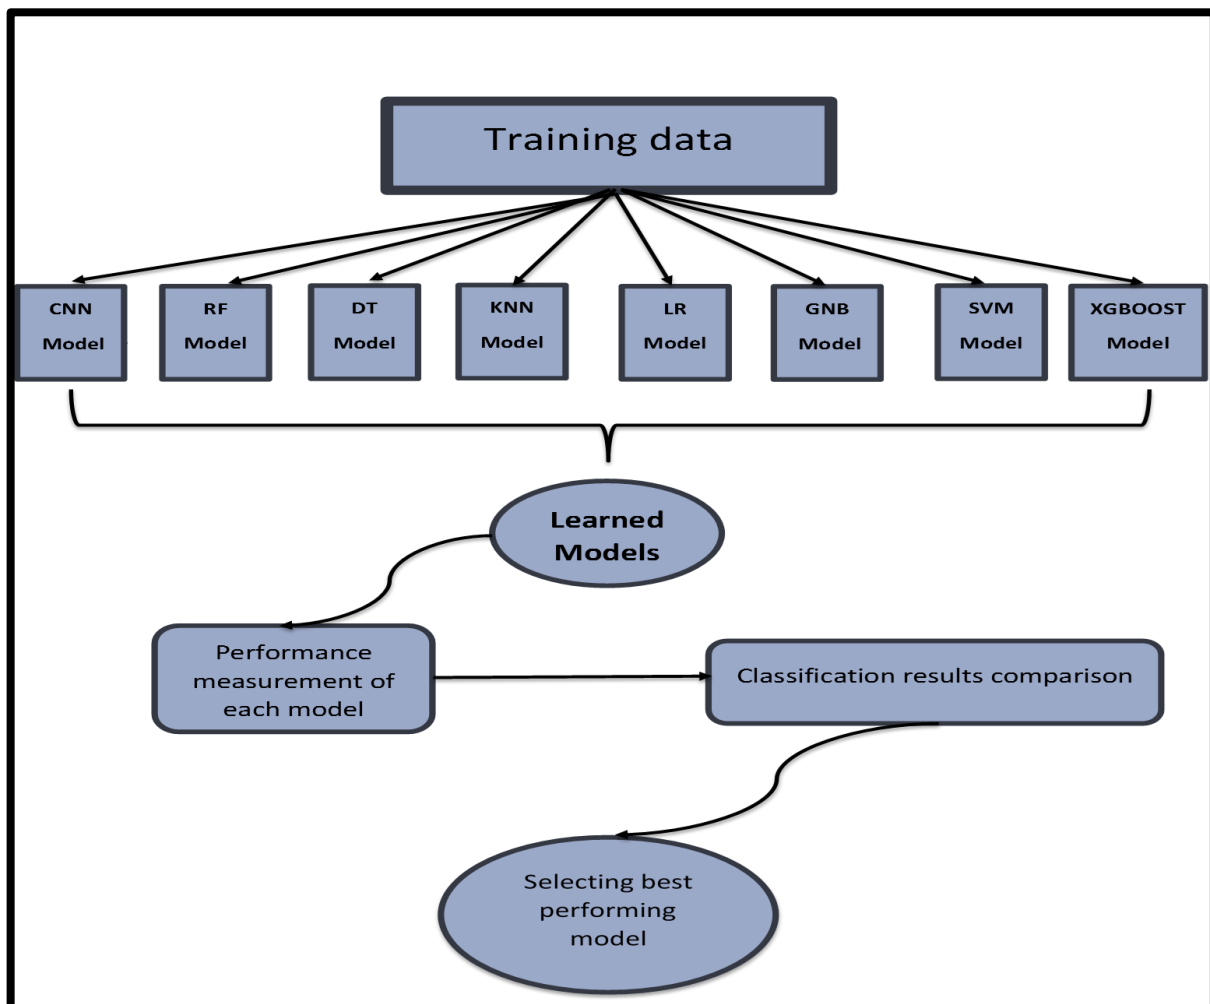 Training data
CNN
Model
RF
Model
DT
Model
KNN
Model
LR
Model
GNB
Model
SVM
Model
XGBOOST
Model
Learned
Models
Performance
measurement of
each model
Classification results comparison
Selecting best
performing
model